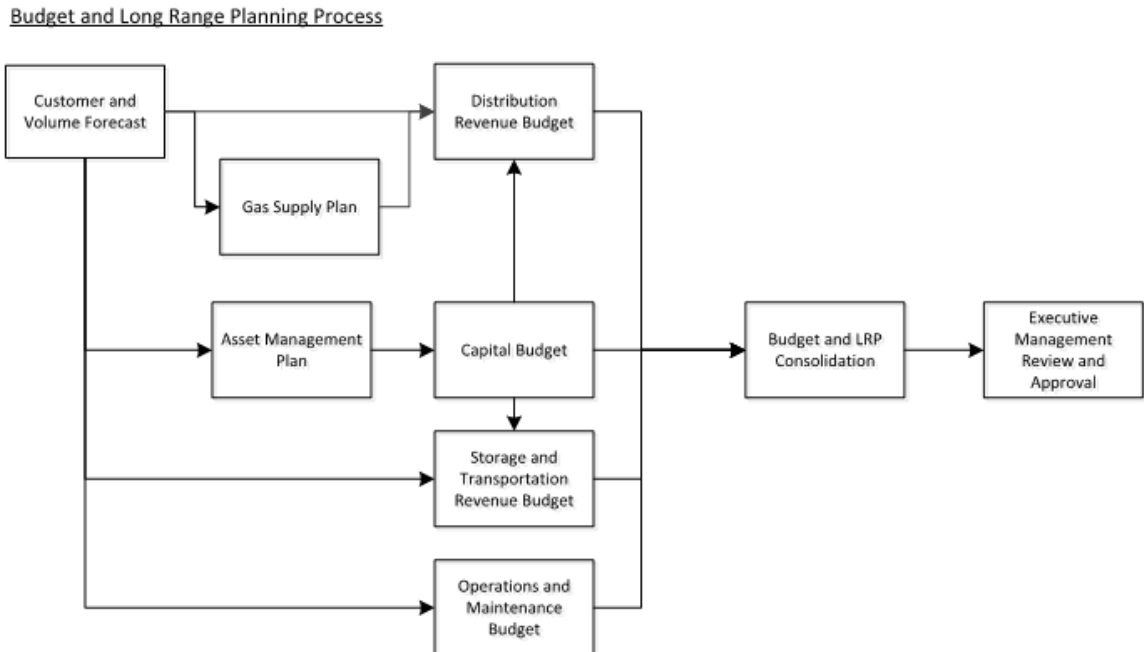 Budget and Long Range Planning Process
Customer and
Volume Forecast
Distribution
Revenue Budget
Gas Supply Plan
Asset Management
Plan
Capital Budget
Budget and LRP
Consolidation
Executive
Management
Review and
Approval
Storage and
Transportation
Revenue Budget
Operations and
Maintenance
Budget